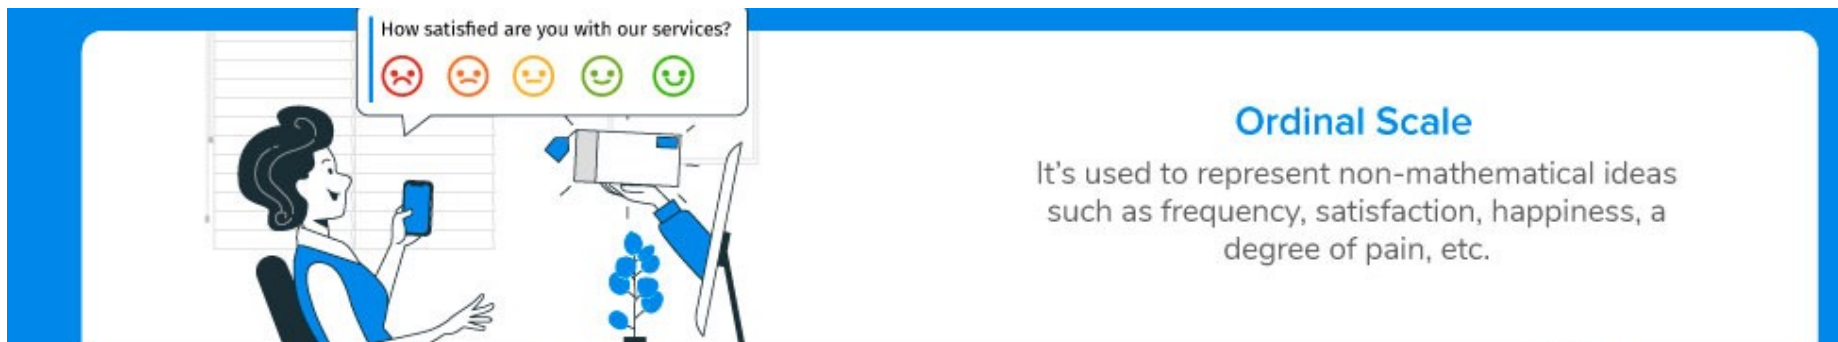 How satisfied are you with our services?
Ordinal Scale
It's used to represent non-mathematical ideas
such as frequency, satisfaction, happiness, a
degree of pain, etc.